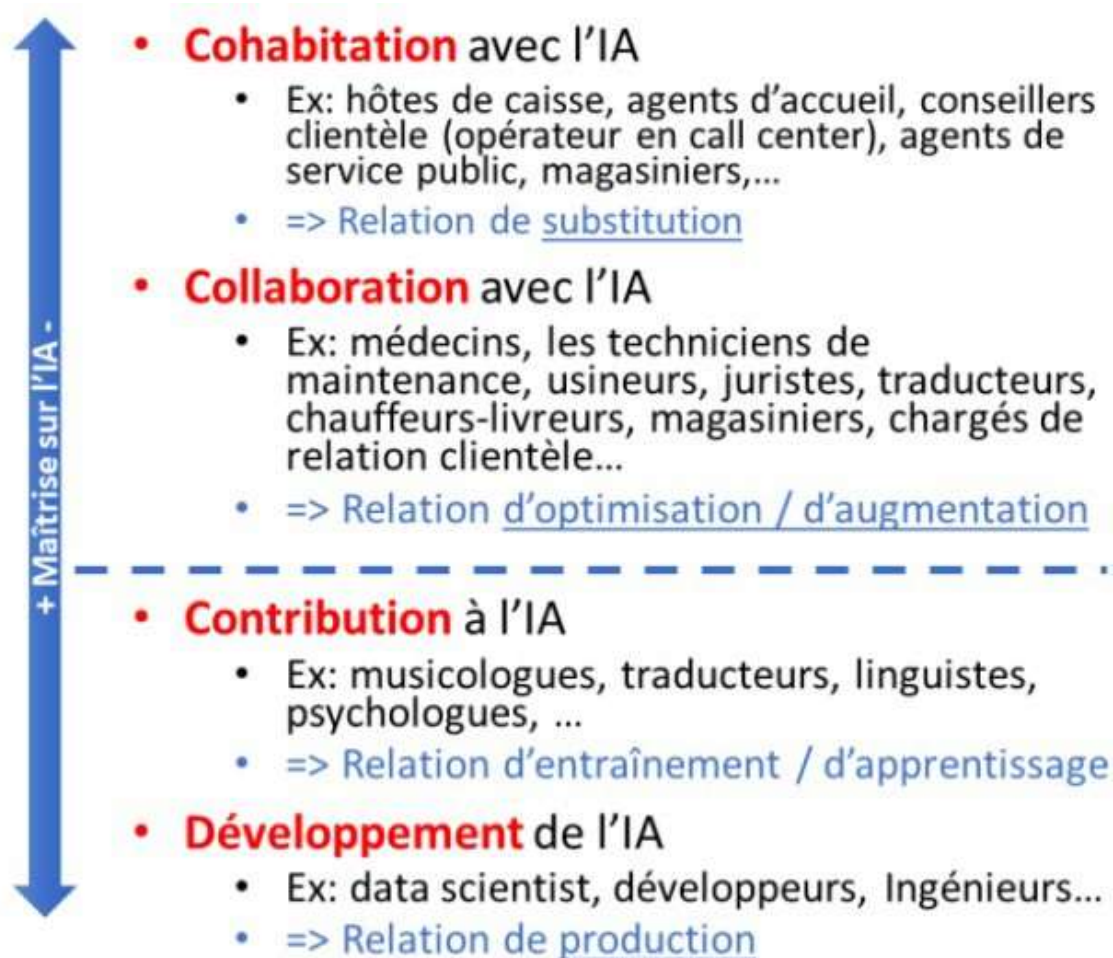 • Cohabitation avec l'IA
• Ex: hôtes de caisse, agents d'accueil, conseillers
clientèle (opérateur en call center), agents de
service public, magasiniers,...
• => Relation de substitution
• Collaboration avec l'IA
• Ex: médecins, les techniciens de
maintenance, usineurs, juristes, traducteurs,
chauffeurs-livreurs, magasiniers, chargés de
relation clientèle...
• => Relation d'optimisation / d'augmentation
+ Maîtrise sur l'IA -
• Contribution à l'IA
• Ex: musicologues, traducteurs, linguistes,
psychologues, ...
• => Relation d'entraînement / d'apprentissage
• Développement de l'IA
• Ex: data scientist, développeurs, Ingénieurs...
• => Relation de production